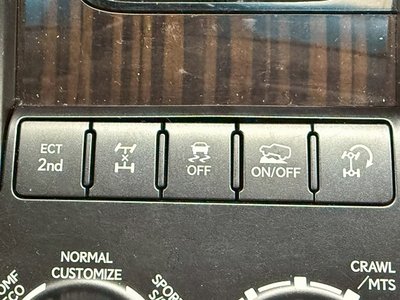 ECT
2nd
OFF
ON/OFF
NORMAL
CUSTOMIZE
CRAWL
/MTS